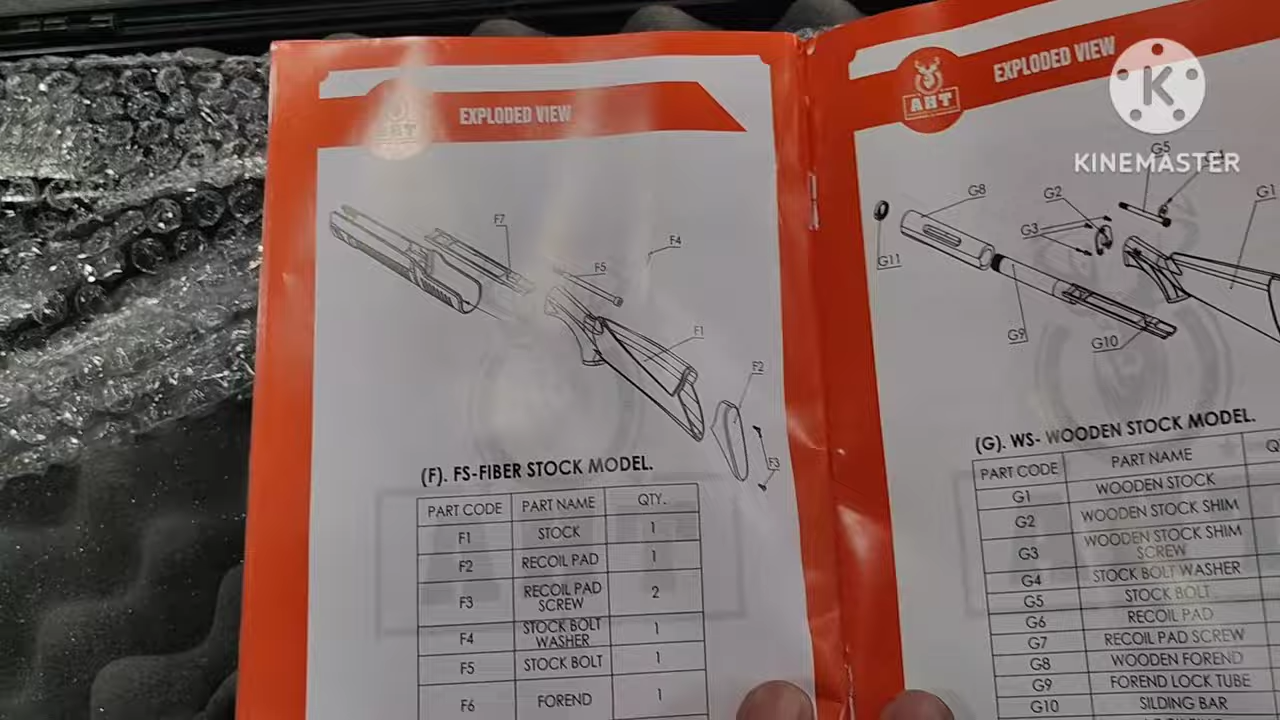 AHT
EXPLODED VIEW
F7
F4
F5
F1
F2
F3
(F). FS-FIBER STOCK MODEL.
PART CODE PART NAME QTY.
F1 STOCK 1
F2 RECOIL PAD 1
F3 RECOIL PAD SCREW 2
F4 STOCK BOLT WASHER 1
F5 STOCK BOLT 1
F6 FOREND 1
AHT
EXPLODED VIEW
K
KINEMASTER
G5
G8
G2
G1
G3
G11
G9
G10
(G). WS- WOODEN STOCK MODEL.
PART CODE PART NAME
G1 WOODEN STOCK
G2 WOODEN STOCK SHIM
G3 WOODEN STOCK SHIM SCREW
G4 STOCK BOLT WASHER
G5 STOCK BOLT
G6 RECOIL PAD
G7 RECOIL PAD SCREW
G8 WOODEN FOREND
G9 FOREND LOCK TUBE
G10 SILDING BAR